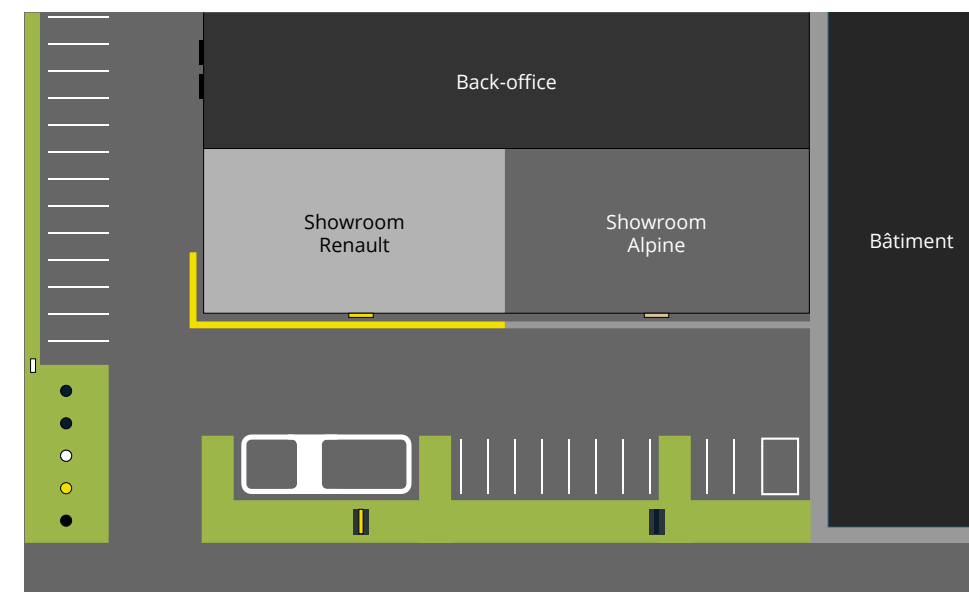 Back-office
Showroom
Renault
Showroom
Alpine
Bâtiment